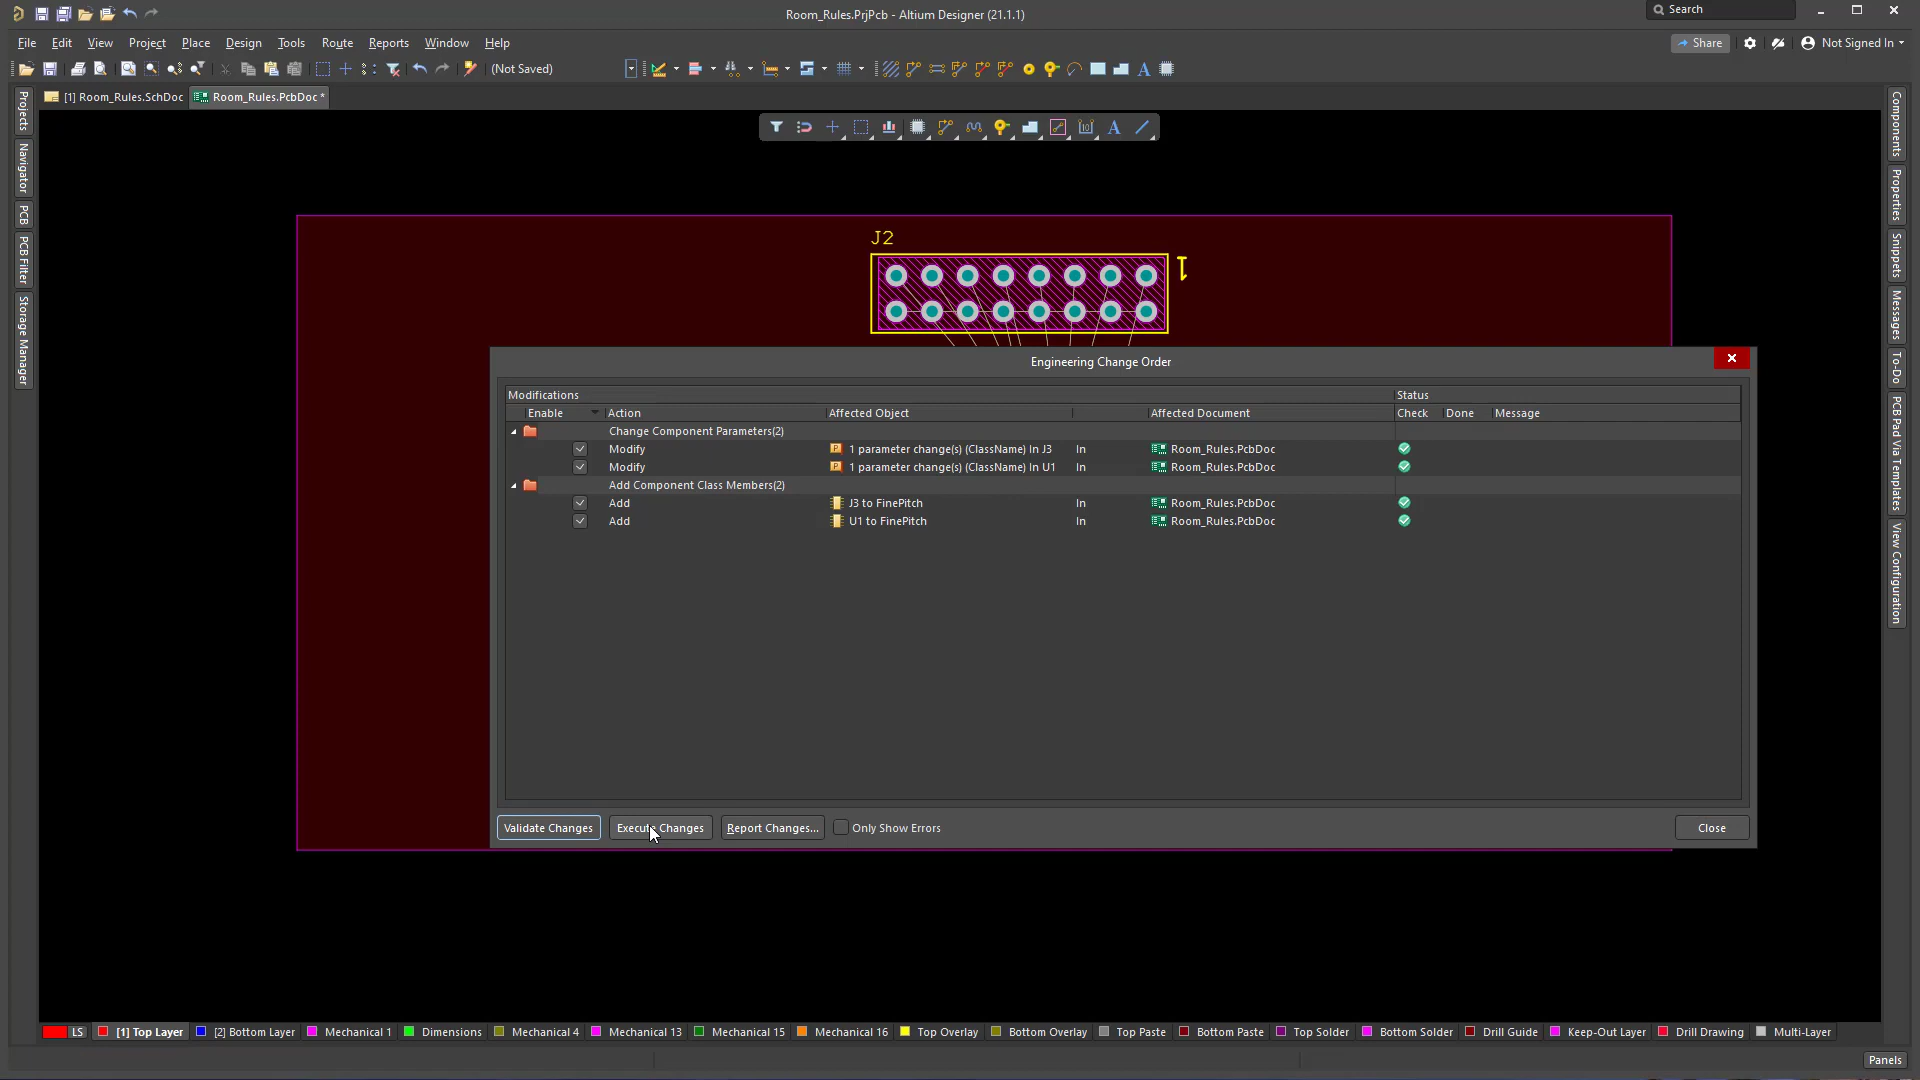 Room_Rules.PrjPcb - Altium Designer (21.1.1)
Search
File Edit View Project Place Design Tools Route Reports Window Help
Share
Not Signed In
(Not Saved)
[1] Room_Rules.SchDoc
Room_Rules.PcbDoc *
Projects
Navigator
PCB
PCB Filter
Storage Manager
Components
Properties
Snippets
Messages
To-Do
PCB Pad Via Templates
View Configuration
J2
1
Engineering Change Order
Modifications Status
Enable Action Affected Object Affected Document Check Done Message
Change Component Parameters(2)
Modify 1 parameter change(s) (ClassName) In J3 In Room_Rules.PcbDoc
Modify 1 parameter change(s) (ClassName) In U1 In Room_Rules.PcbDoc
Add Component Class Members(2)
Add J3 to FinePitch In Room_Rules.PcbDoc
Add U1 to FinePitch In Room_Rules.PcbDoc
Validate Changes Execute Changes Report Changes... Only Show Errors Close
LS [1] Top Layer [2] Bottom Layer Mechanical 1 Dimensions Mechanical 4 Mechanical 13 Mechanical 15 Mechanical 16 Top Overlay Bottom Overlay Top Paste Bottom Paste Top Solder Bottom Solder Drill Guide Keep-Out Layer Drill Drawing Multi-Layer
Panels